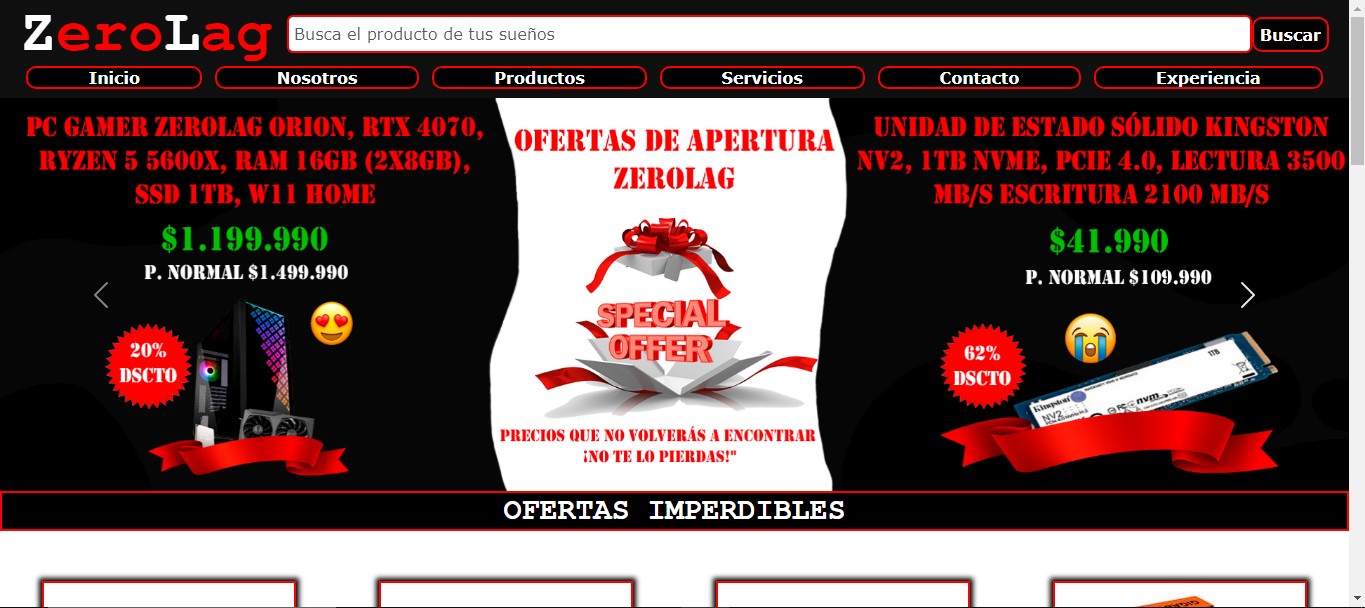 ZeroLag
Busca el producto de tus sueños
Buscar
Inicio
Nosotros
Productos
Servicios
Contacto
Experiencia
PC GAMER ZEROLAG ORION, RTX 4070,
RYZEN 5 5600X, RAM 16GB (2X8GB),
SSD 1TB, W11 HOME
$1.199.990
P. NORMAL $1.499.990
20%
DSCTO
OFERTAS DE APERTURA
ZEROLAG
SPECIAL
OFFER
PRECIOS QUE NO VOLVERÁS A ENCONTRAR
¡NO TE LO PIERDAS!"
UNIDAD DE ESTADO SÓLIDO KINGSTON
NV2, 1TB NVME, PCIE 4.0, LECTURA 3500
MB/S ESCRITURA 2100 MB/S
$41.990
P. NORMAL $109.990
62%
DSCTO
1TB
Kingston
nvm
NV2
OFERTAS IMPERDIBLES